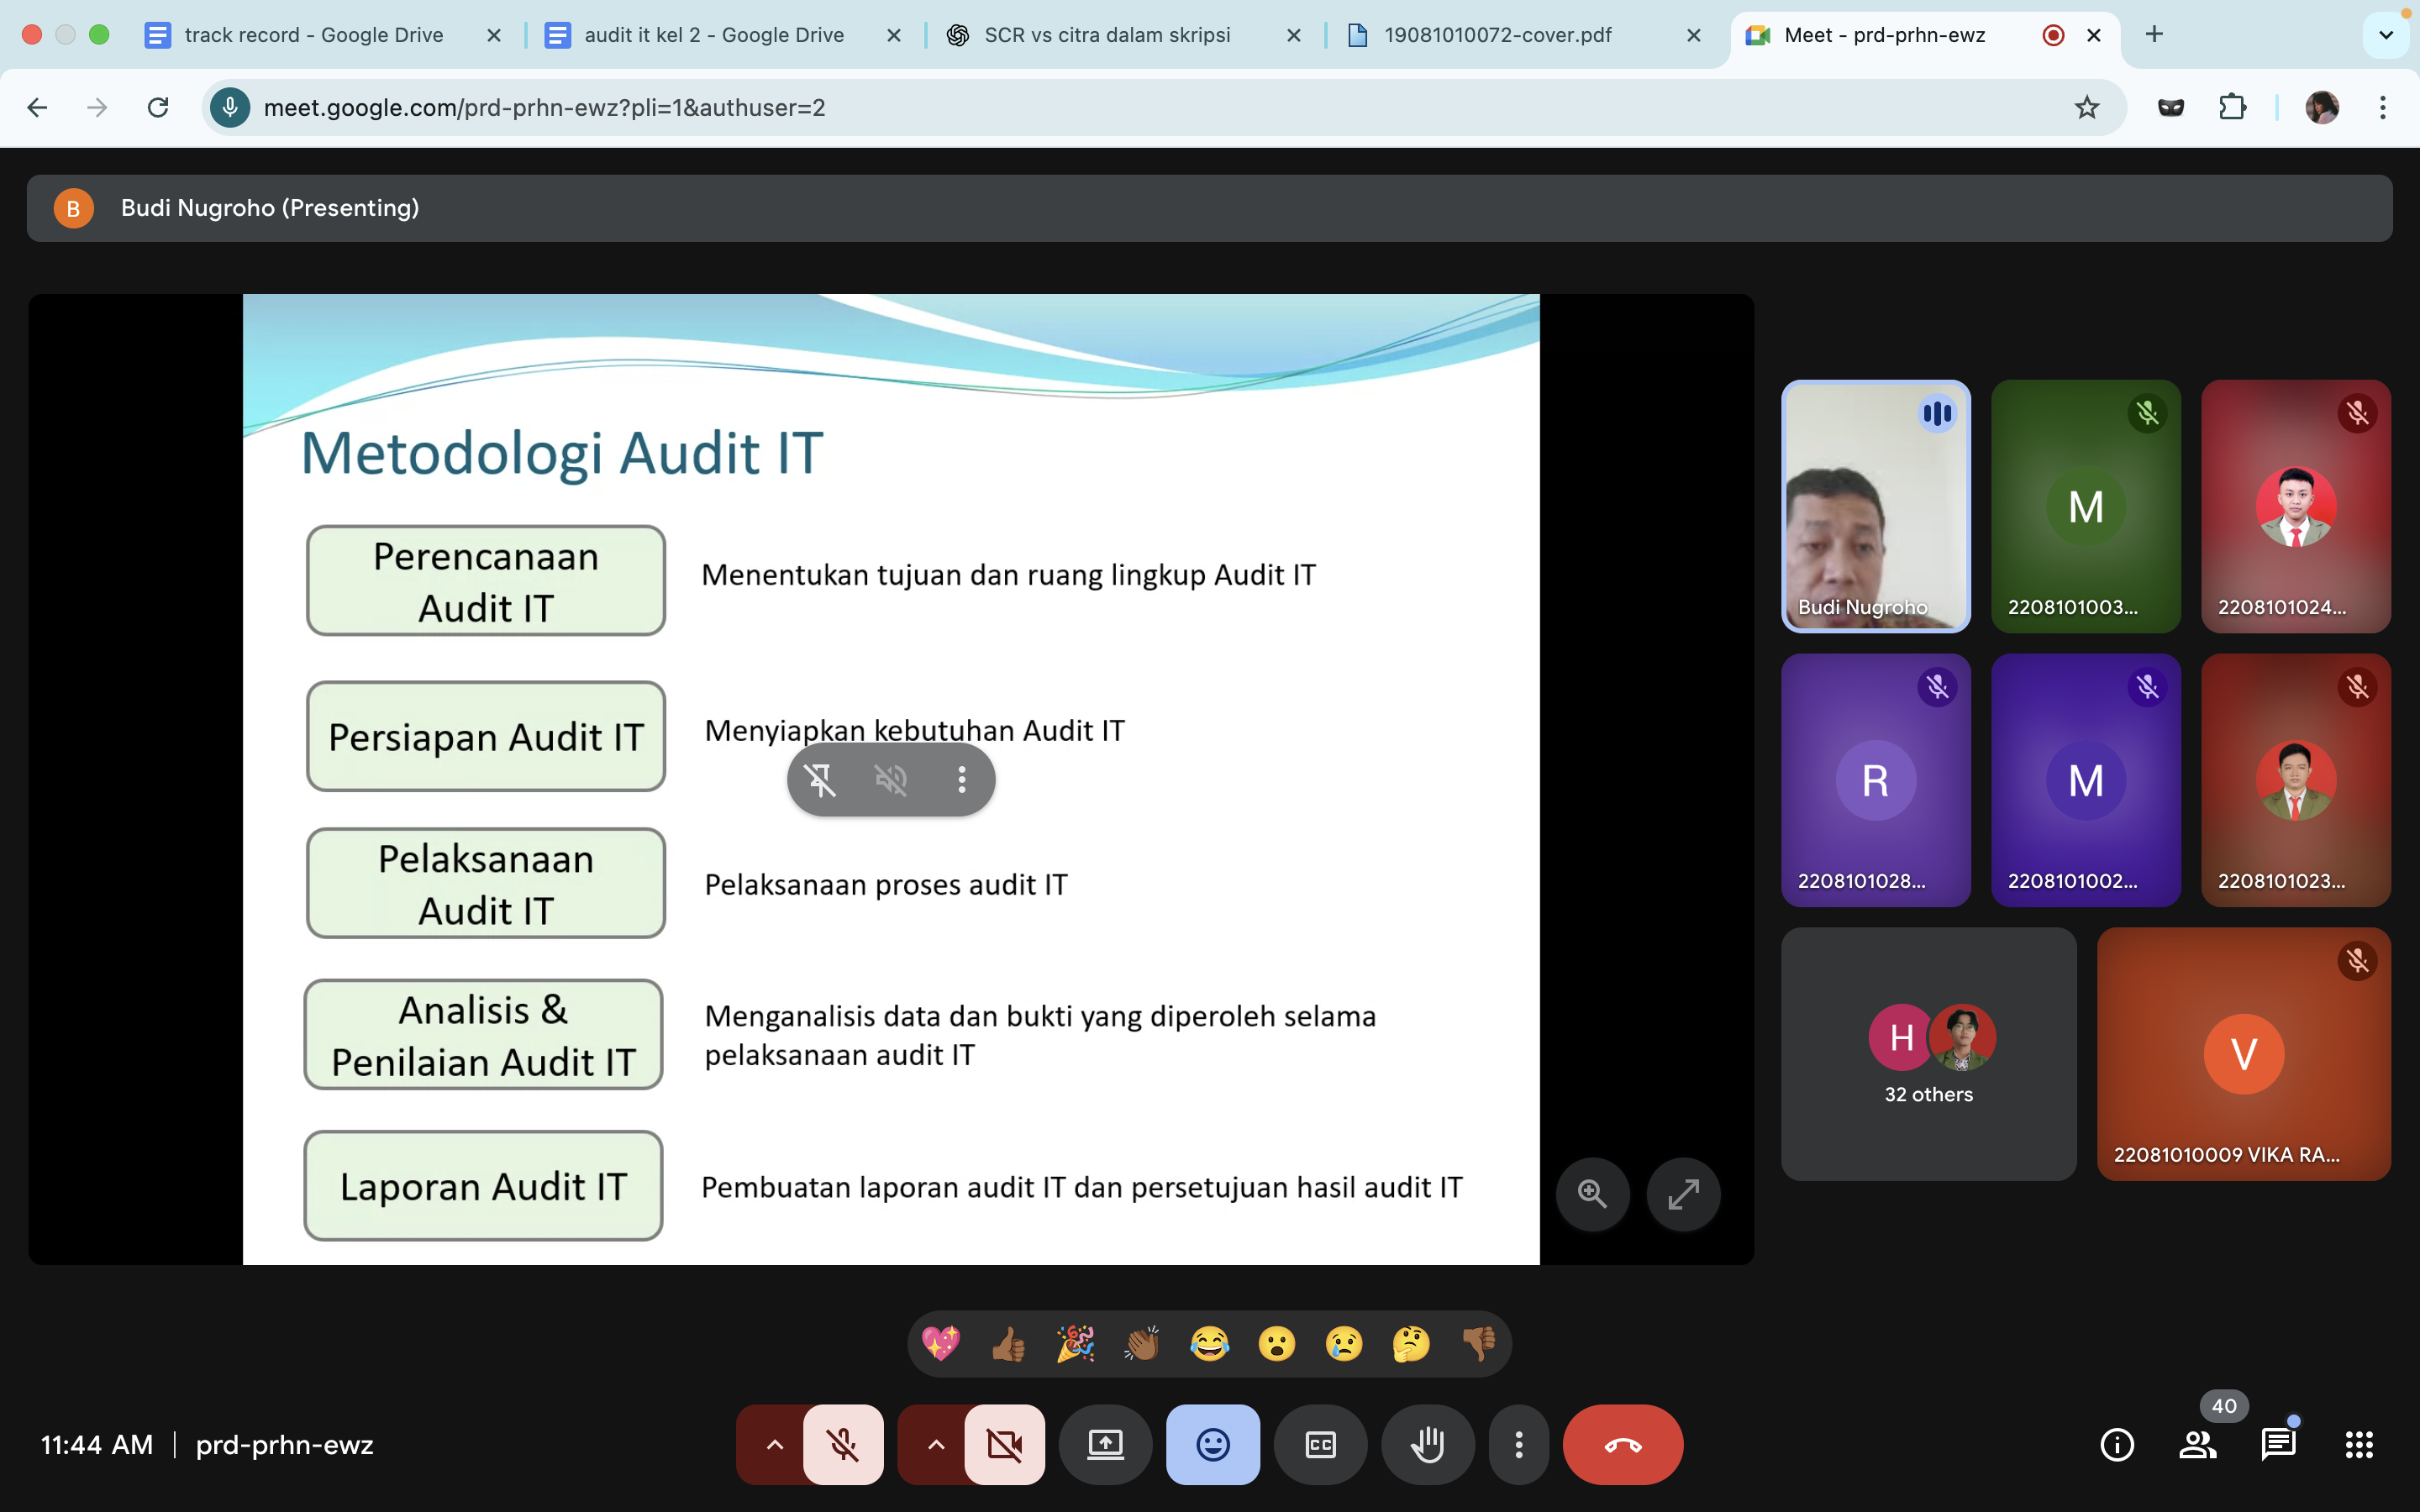 track record - Google Drive
audit it kel 2 - Google Drive
SCR vs citra dalam skripsi
19081010072-cover.pdf
Meet - prd-prhn-ewz
meet.google.com/prd-prhn-ewz?pli=1&authuser=2
B
Budi Nugroho (Presenting)
Metodologi Audit IT
Perencanaan
Audit IT
Menentukan tujuan dan ruang lingkup Audit IT
Persiapan Audit IT
Menyiapkan kebutuhan Audit IT
Pelaksanaan
Audit IT
Pelaksanaan proses audit IT
Analisis &
Penilaian Audit IT
Menganalisis data dan bukti yang diperoleh selama
pelaksanaan audit IT
Laporan Audit IT
Pembuatan laporan audit IT dan persetujuan hasil audit IT
Budi Nugroho
M
2208101003...
2208101024...
R
2208101028...
M
2208101002...
2208101023...
H
32 others
V
22081010009 VIKA RA...
11:44 AM
prd-prhn-ewz
CC
40